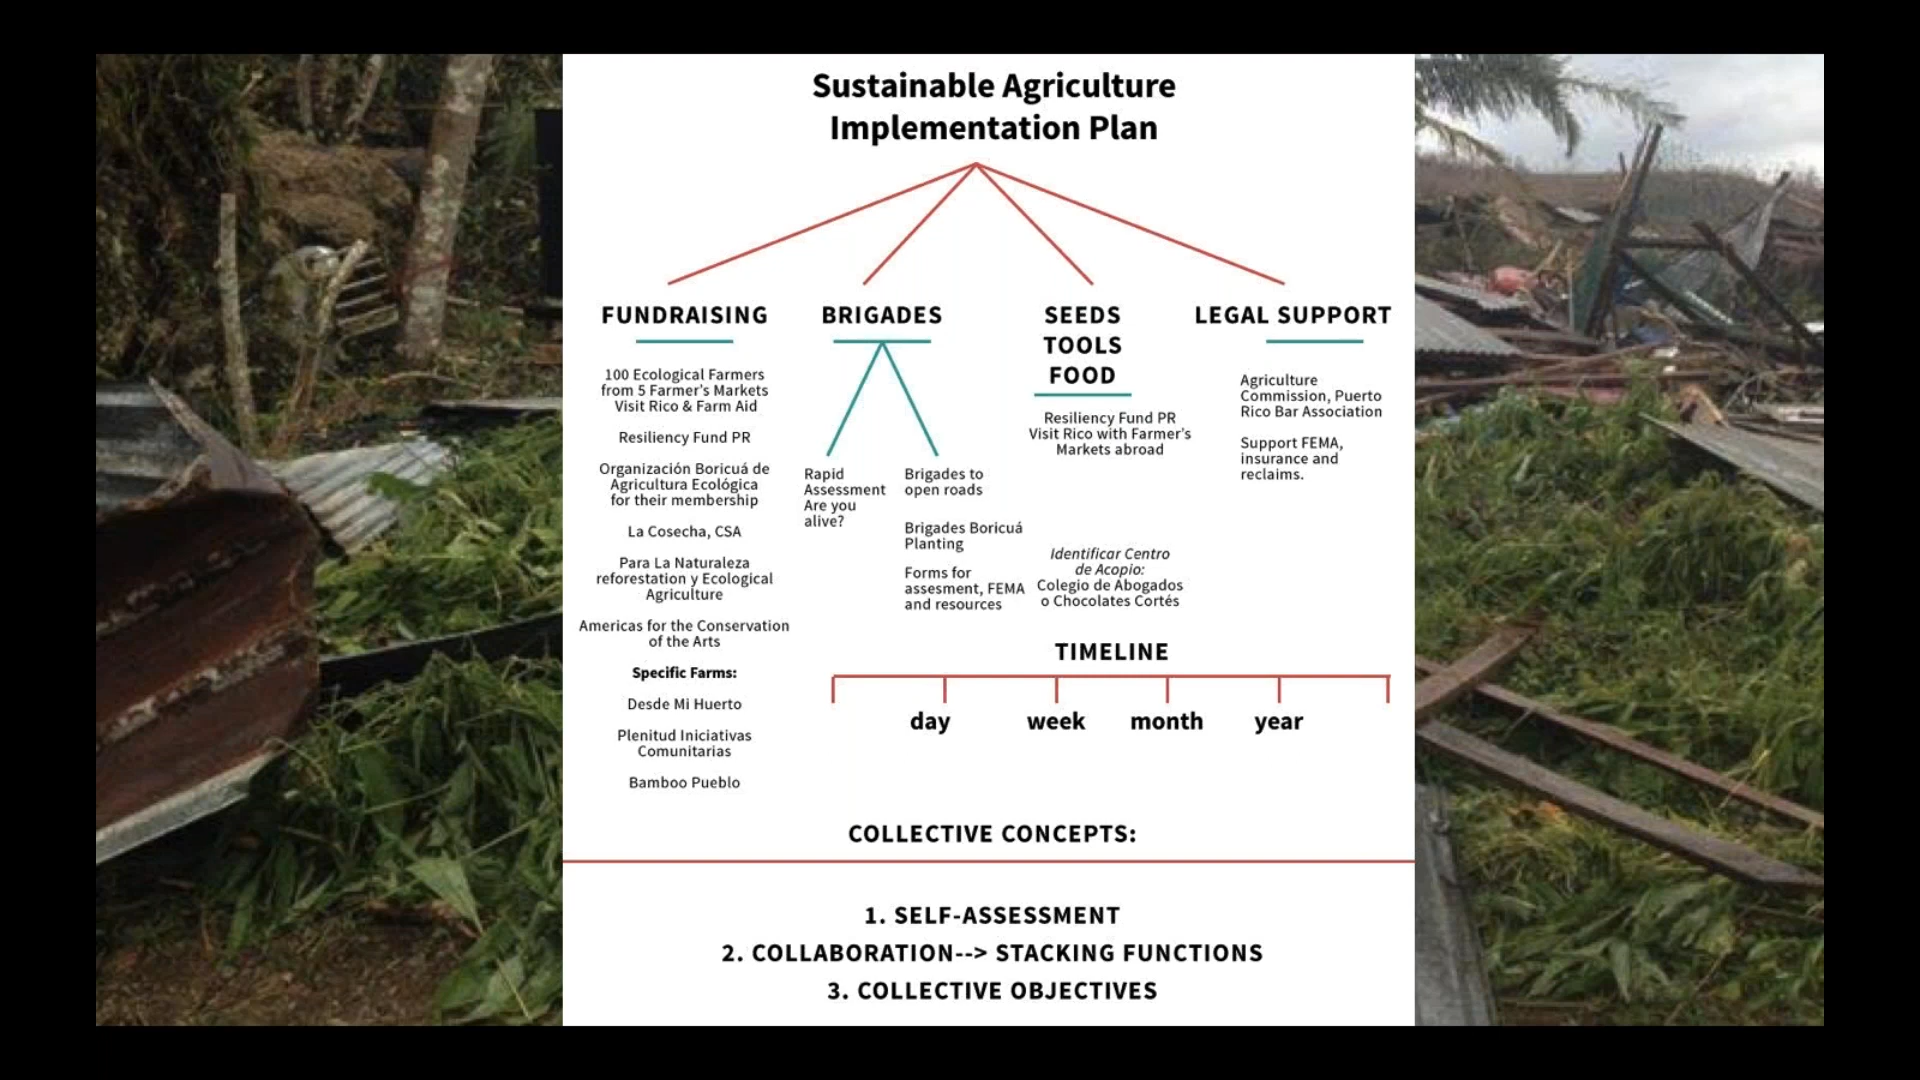 Sustainable Agriculture
Implementation Plan
FUNDRAISING
100 Ecological Farmers
from 5 Farmer's Markets
Visit Rico & Farm Aid
Resiliency Fund PR
Organización Boricuá de
Agricultura Ecológica
for their membership
La Cosecha, CSA
Para La Naturaleza
reforestation y Ecological
Agriculture
Americas for the Conservation
of the Arts
Specific Farms:
Desde Mi Huerto
Plenitud Iniciativas
Comunitarias
Bamboo Pueblo
BRIGADES
Rapid
Assessment
Are you
alive?
Brigades to
open roads
Brigades Boricuá
Planting
Forms for
assesment, FEMA
and resources
SEEDS
TOOLS
FOOD
Resiliency Fund PR
Visit Rico with Farmer's
Markets abroad
Identificar Centro
de Acopio:
Colegio de Abogados
o Chocolates Cortés
LEGAL SUPPORT
Agriculture
Commission, Puerto
Rico Bar Association
Support FEMA,
insurance and
reclaims.
TIMELINE
day week month year
COLLECTIVE CONCEPTS:
1. SELF-ASSESSMENT
2. COLLABORATION--> STACKING FUNCTIONS
3. COLLECTIVE OBJECTIVES